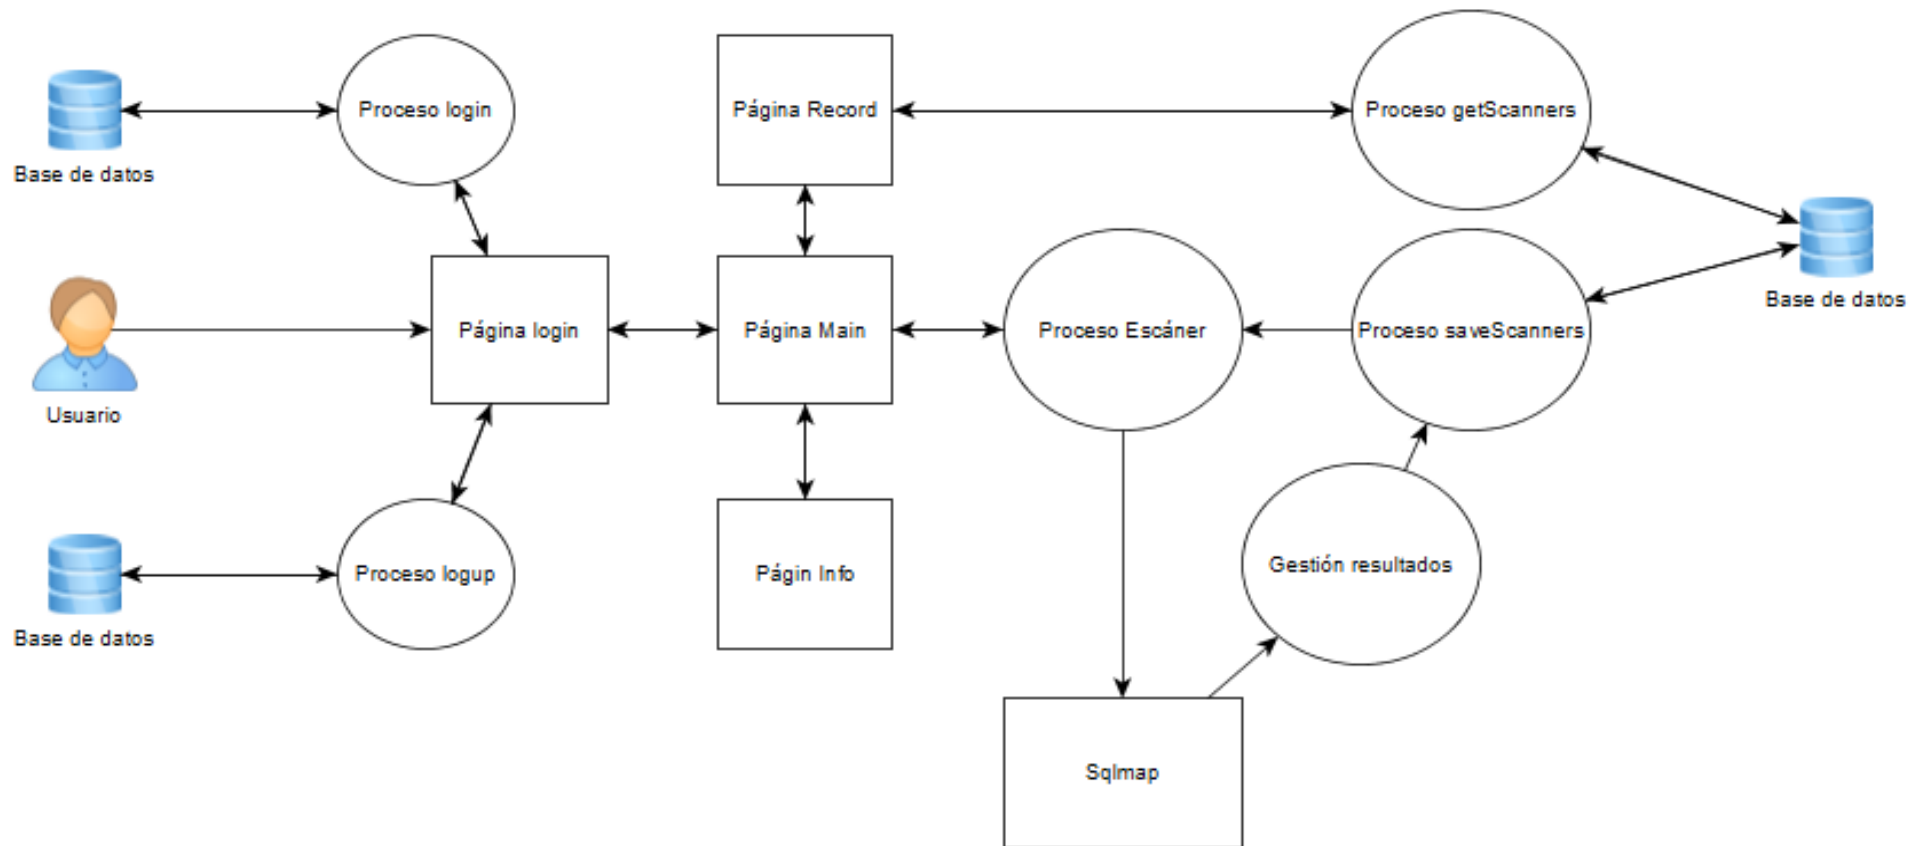 Proceso login
Página Record
Proceso getScanners
Base de datos
Base de datos
Página login
Página Main
Proceso Escáner
Proceso saveScanners
Usuario
Gestión resultados
Proceso logup
Págin Info
Base de datos
Sqlmap